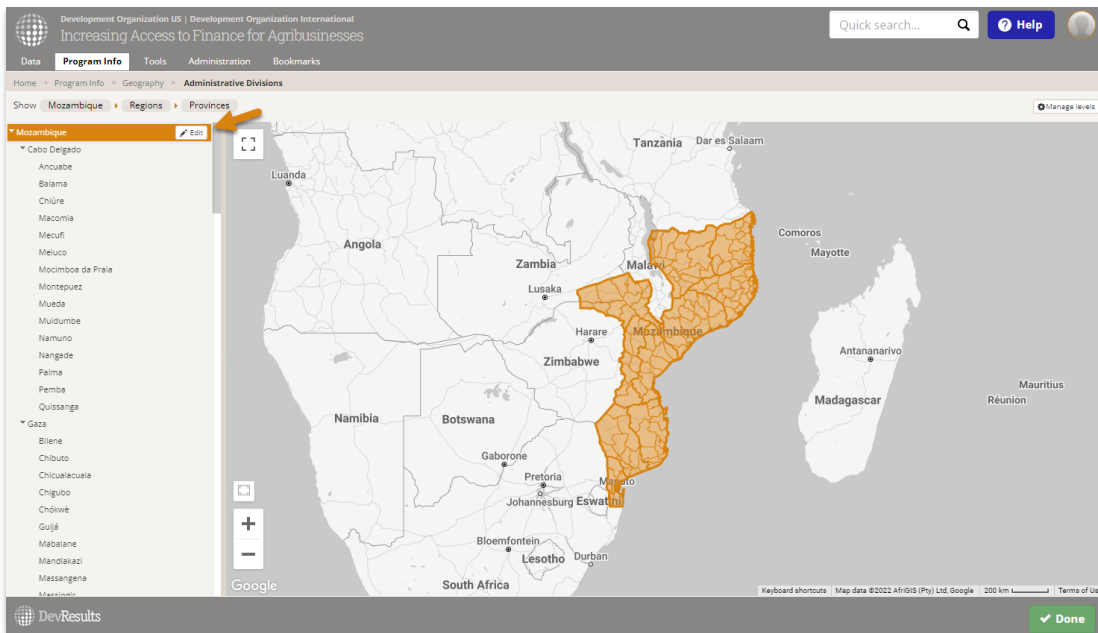 Development Organization US | Development Organization International
Increasing Access to Finance for Agribusinesses
Quick search...
Help
Data Program Info Tools Administration Bookmarks
Home Program Info Geography Administrative Divisions
Show Mozambique Regions Provinces
Manage levels
Mozambique Edit
Cabo Delgado
Ancuabe
Balama
Chiúre
Macomia
Mecufi
Meluco
Mocimboa da Praia
Montepuez
Mueda
Muidumbe
Namuno
Nangade
Palma
Pemba
Quissanga
Gaza
Bilene
Chibuto
Chicualacuala
Chigubo
Chókwè
Guijá
Mabalane
Mandlakazi
Massangena
Massingir
Tanzania
Dar es Salaam
Luanda
Comoros
Mayotte
Angola
Zambia
Malawi
Lusaka
Harare
Mozambique
Zimbabwe
Antananarivo
Madagascar
Mauritius
Réunion
Namibia
Botswana
Gaborone
Pretoria
Maputo
Johannesburg
Eswatini
Bloemfontein
Lesotho
Durban
South Africa
Google
Keyboard shortcuts Map data ©2022 AfriGIS (Pty) Ltd, Google 200 km Terms of Us
DevResults
Done